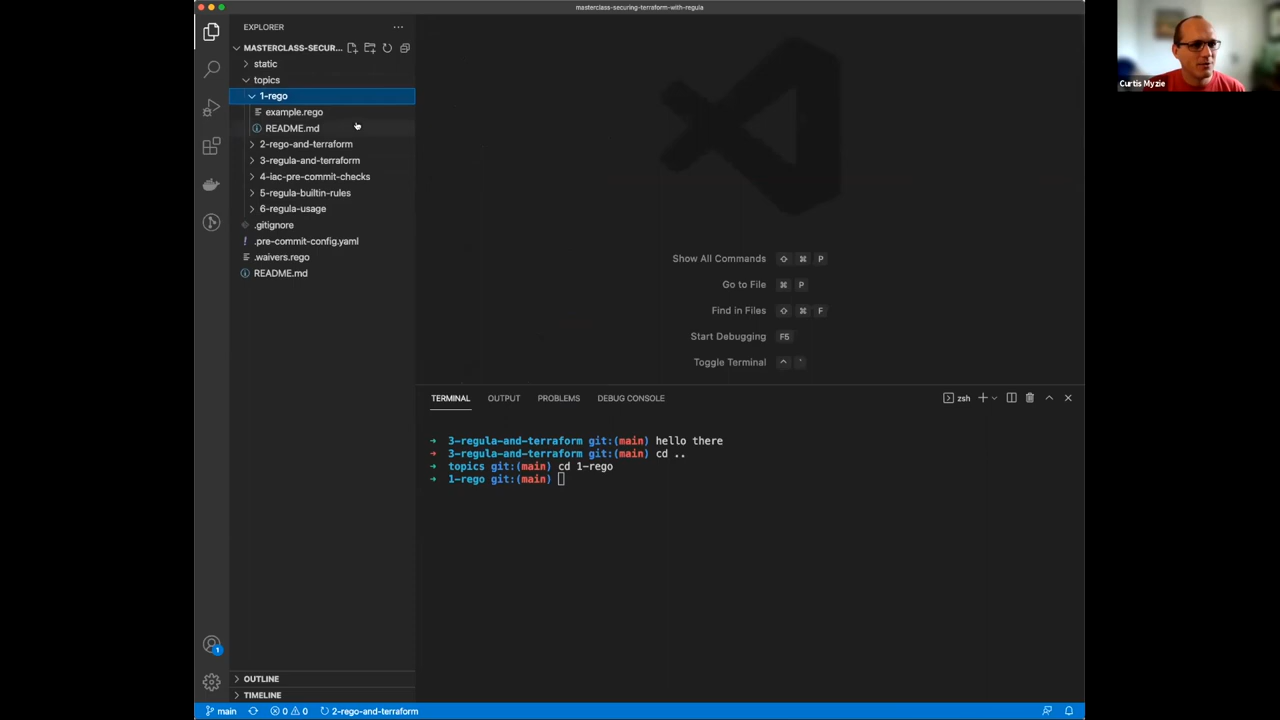 masterclass-securing-terraform-with-regula
EXPLORER
MASTERCLASS-SECUR...
static
topics
1-rego
example.rego
README.md
2-rego-and-terraform
3-regula-and-terraform
4-iac-pre-commit-checks
5-regula-builtin-rules
6-regula-usage
.gitignore
.pre-commit-config.yaml
.waivers.rego
README.md
OUTLINE
TIMELINE
Show All Commands ⇧ ⌘ P
Go to File ⌘ P
Find in Files ⇧ ⌘ F
Start Debugging F5
Toggle Terminal ^ `
TERMINAL OUTPUT PROBLEMS DEBUG CONSOLE zsh
→ 3-regula-and-terraform git:(main) hello there
→ 3-regula-and-terraform git:(main) cd ..
→ topics git:(main) cd 1-rego
→ 1-rego git:(main)
1
main 0 0 2-rego-and-terraform
Curtis Myzie